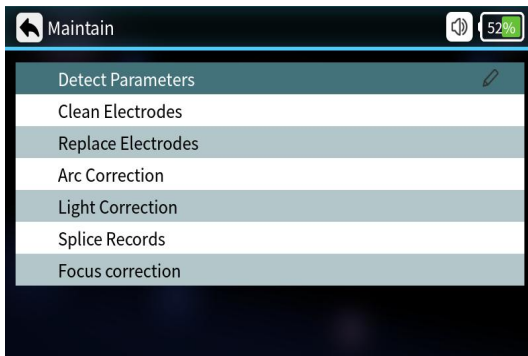 Maintain
52%
Detect Parameters
Clean Electrodes
Replace Electrodes
Arc Correction
Light Correction
Splice Records
Focus correction